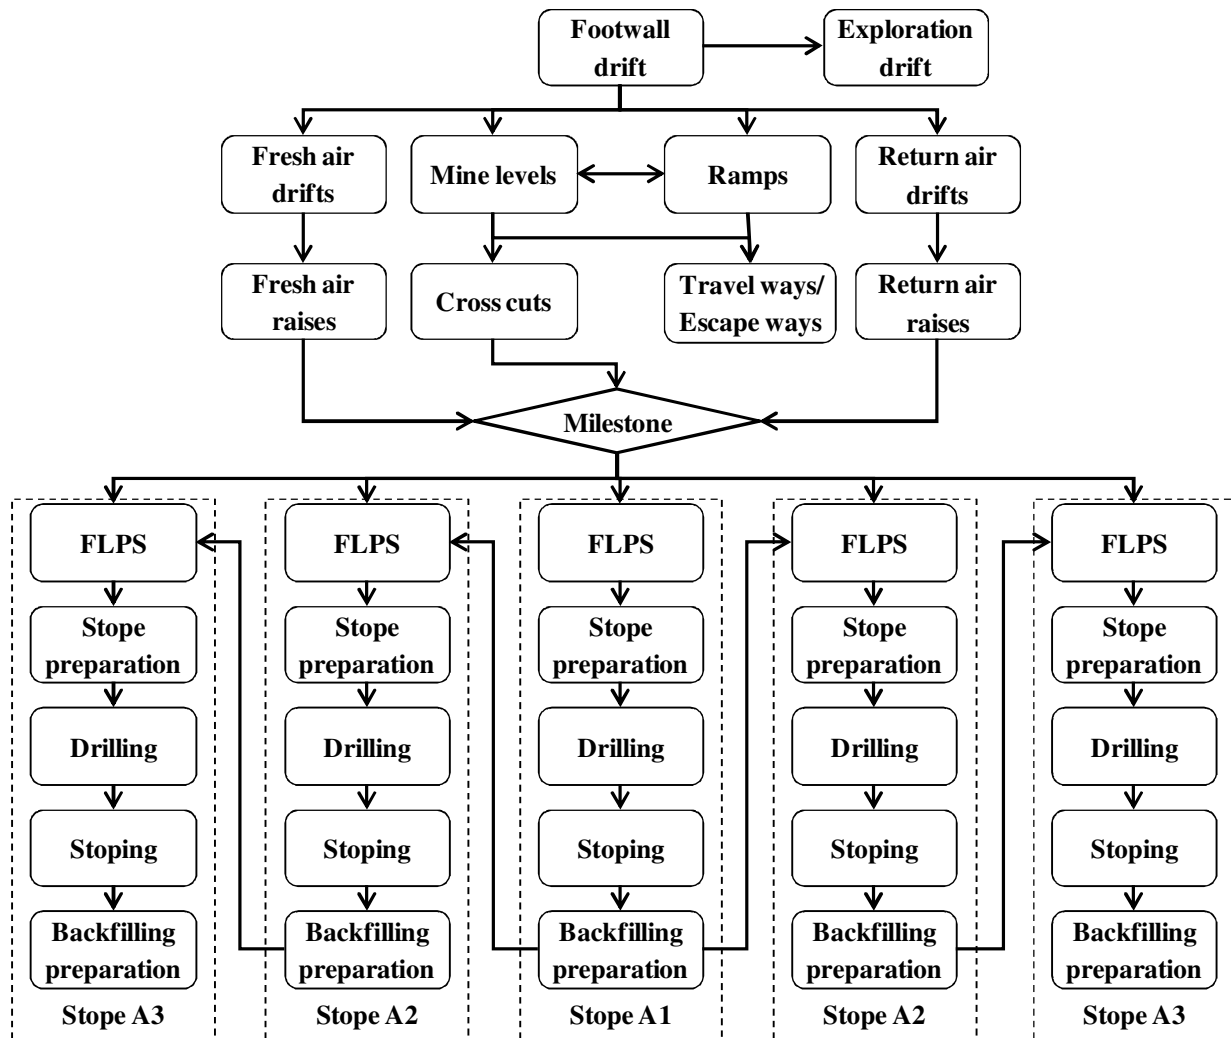 Footwall
drift
Exploration
drift
Fresh air
drifts
Mine levels
Ramps
Return air
drifts
Fresh air
raises
Cross cuts
Travel ways/
Escape ways
Return air
raises
Milestone
FLPS
FLPS
FLPS
FLPS
FLPS
Stope
preparation
Stope
preparation
Stope
preparation
Stope
preparation
Stope
preparation
Drilling
Drilling
Drilling
Drilling
Drilling
Stoping
Stoping
Stoping
Stoping
Stoping
Backfilling
preparation
Backfilling
preparation
Backfilling
preparation
Backfilling
preparation
Backfilling
preparation
Stope A3
Stope A2
Stope A1
Stope A2
Stope A3